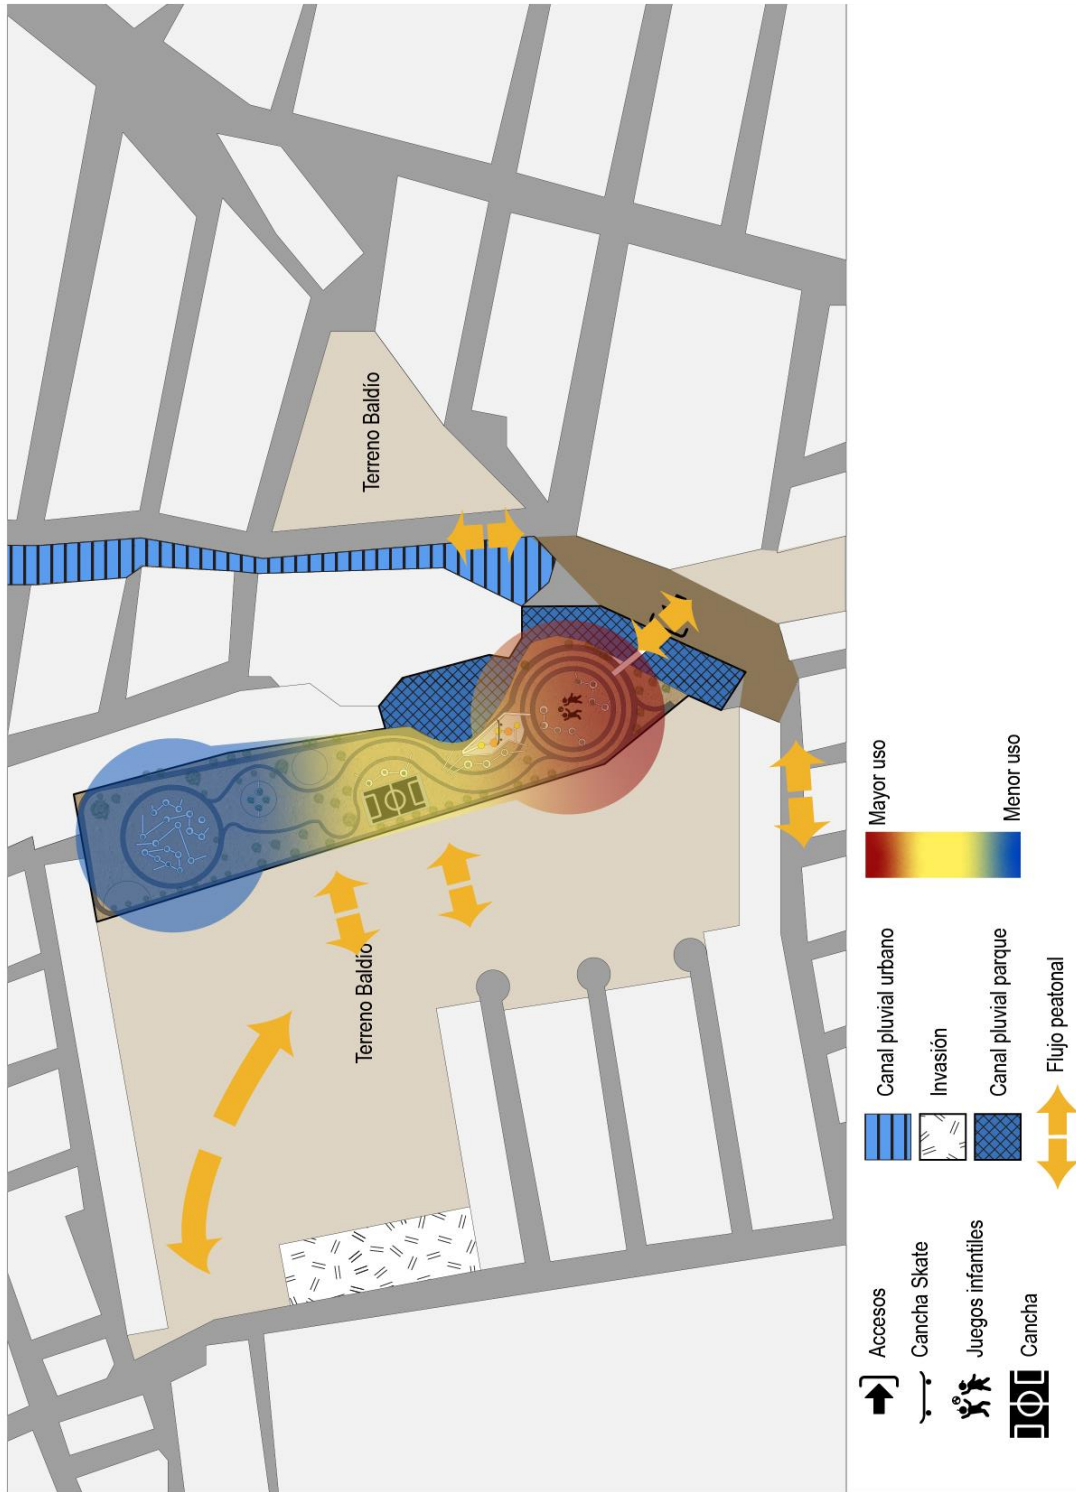 Terreno Baldío
Terreno Baldío
Accesos
Cancha Skate
Juegos infantiles
Cancha
Canal pluvial urbano
Invasión
Canal pluvial parque
Flujo peatonal
Mayor uso
Menor uso